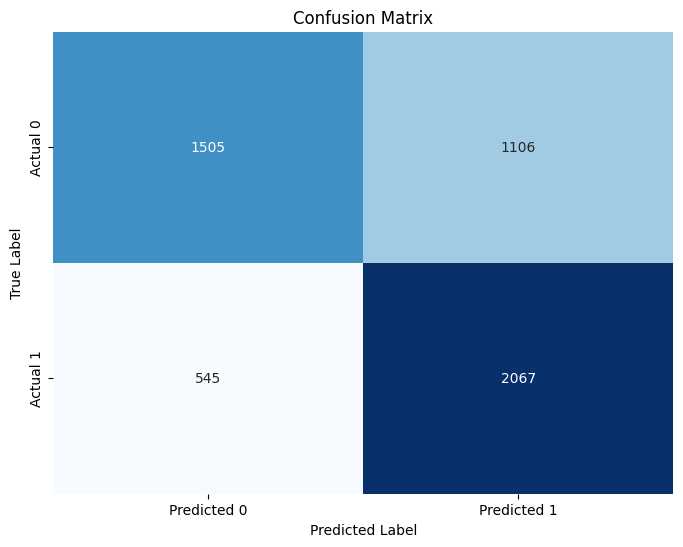 Confusion Matrix
True Label
Actual 0
1505
1106
Actual 1
545
2067
Predicted 0
Predicted 1
Predicted Label